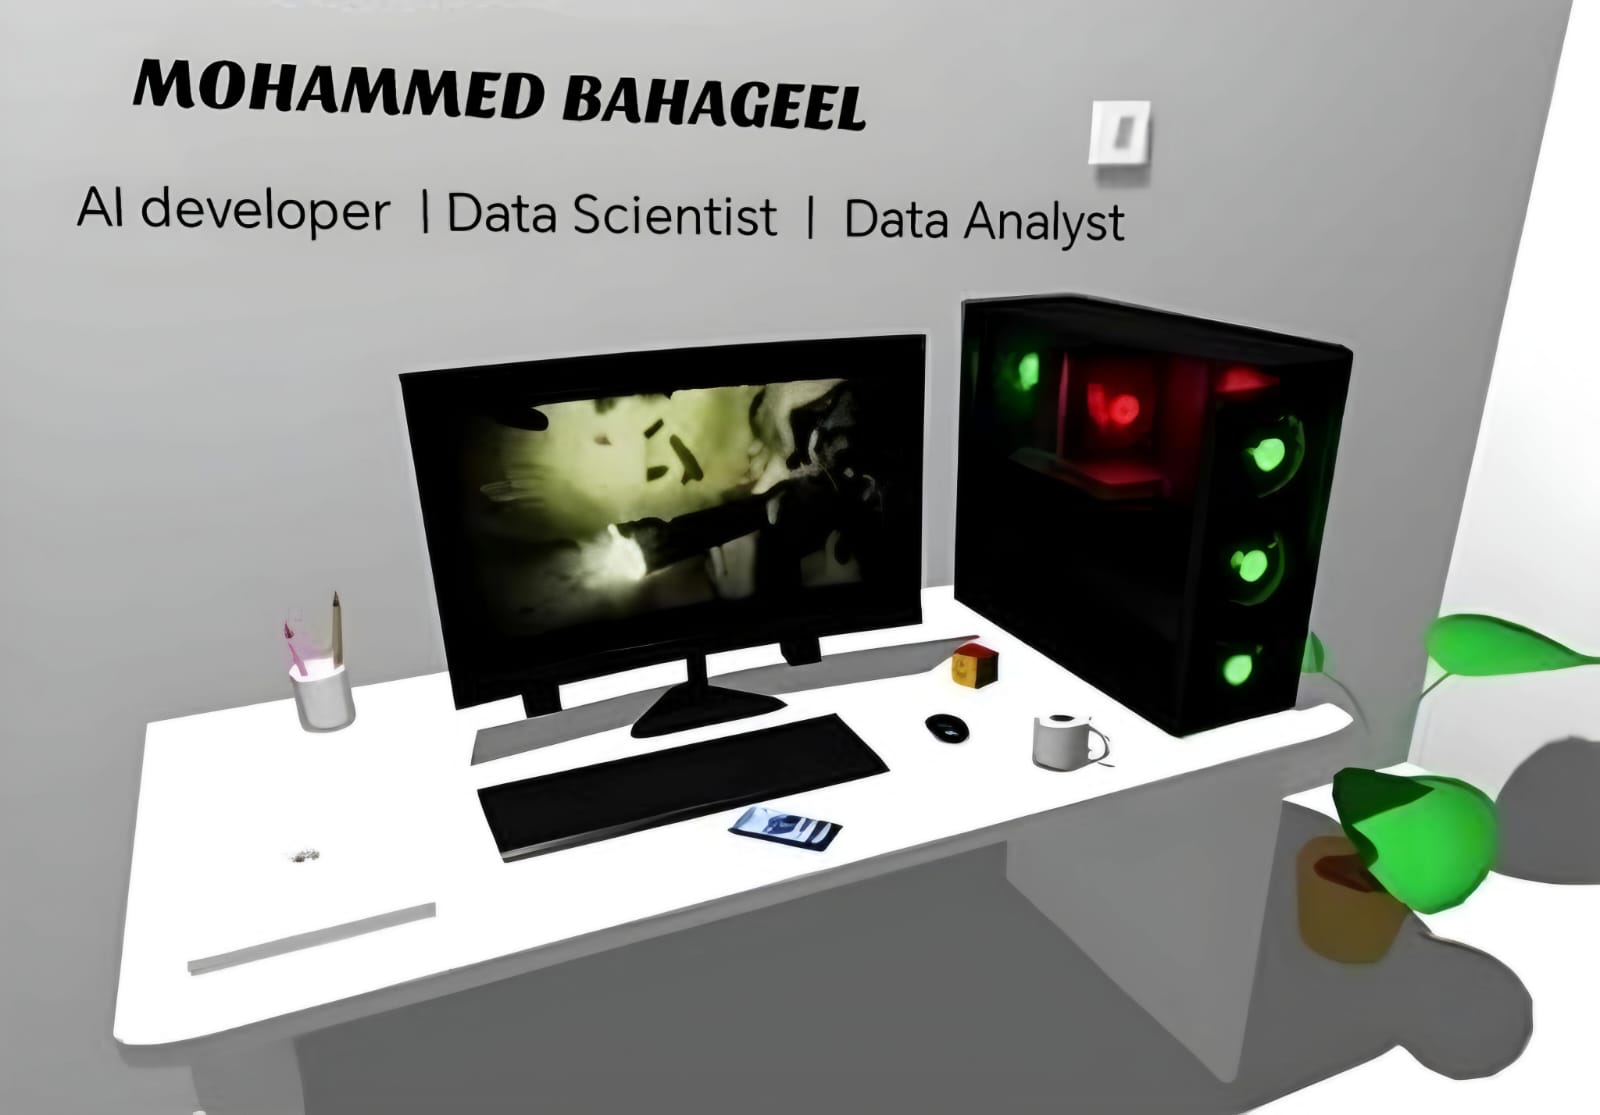 MOHAMMED BAHAGEEL
AI developer | Data Scientist | Data Analyst